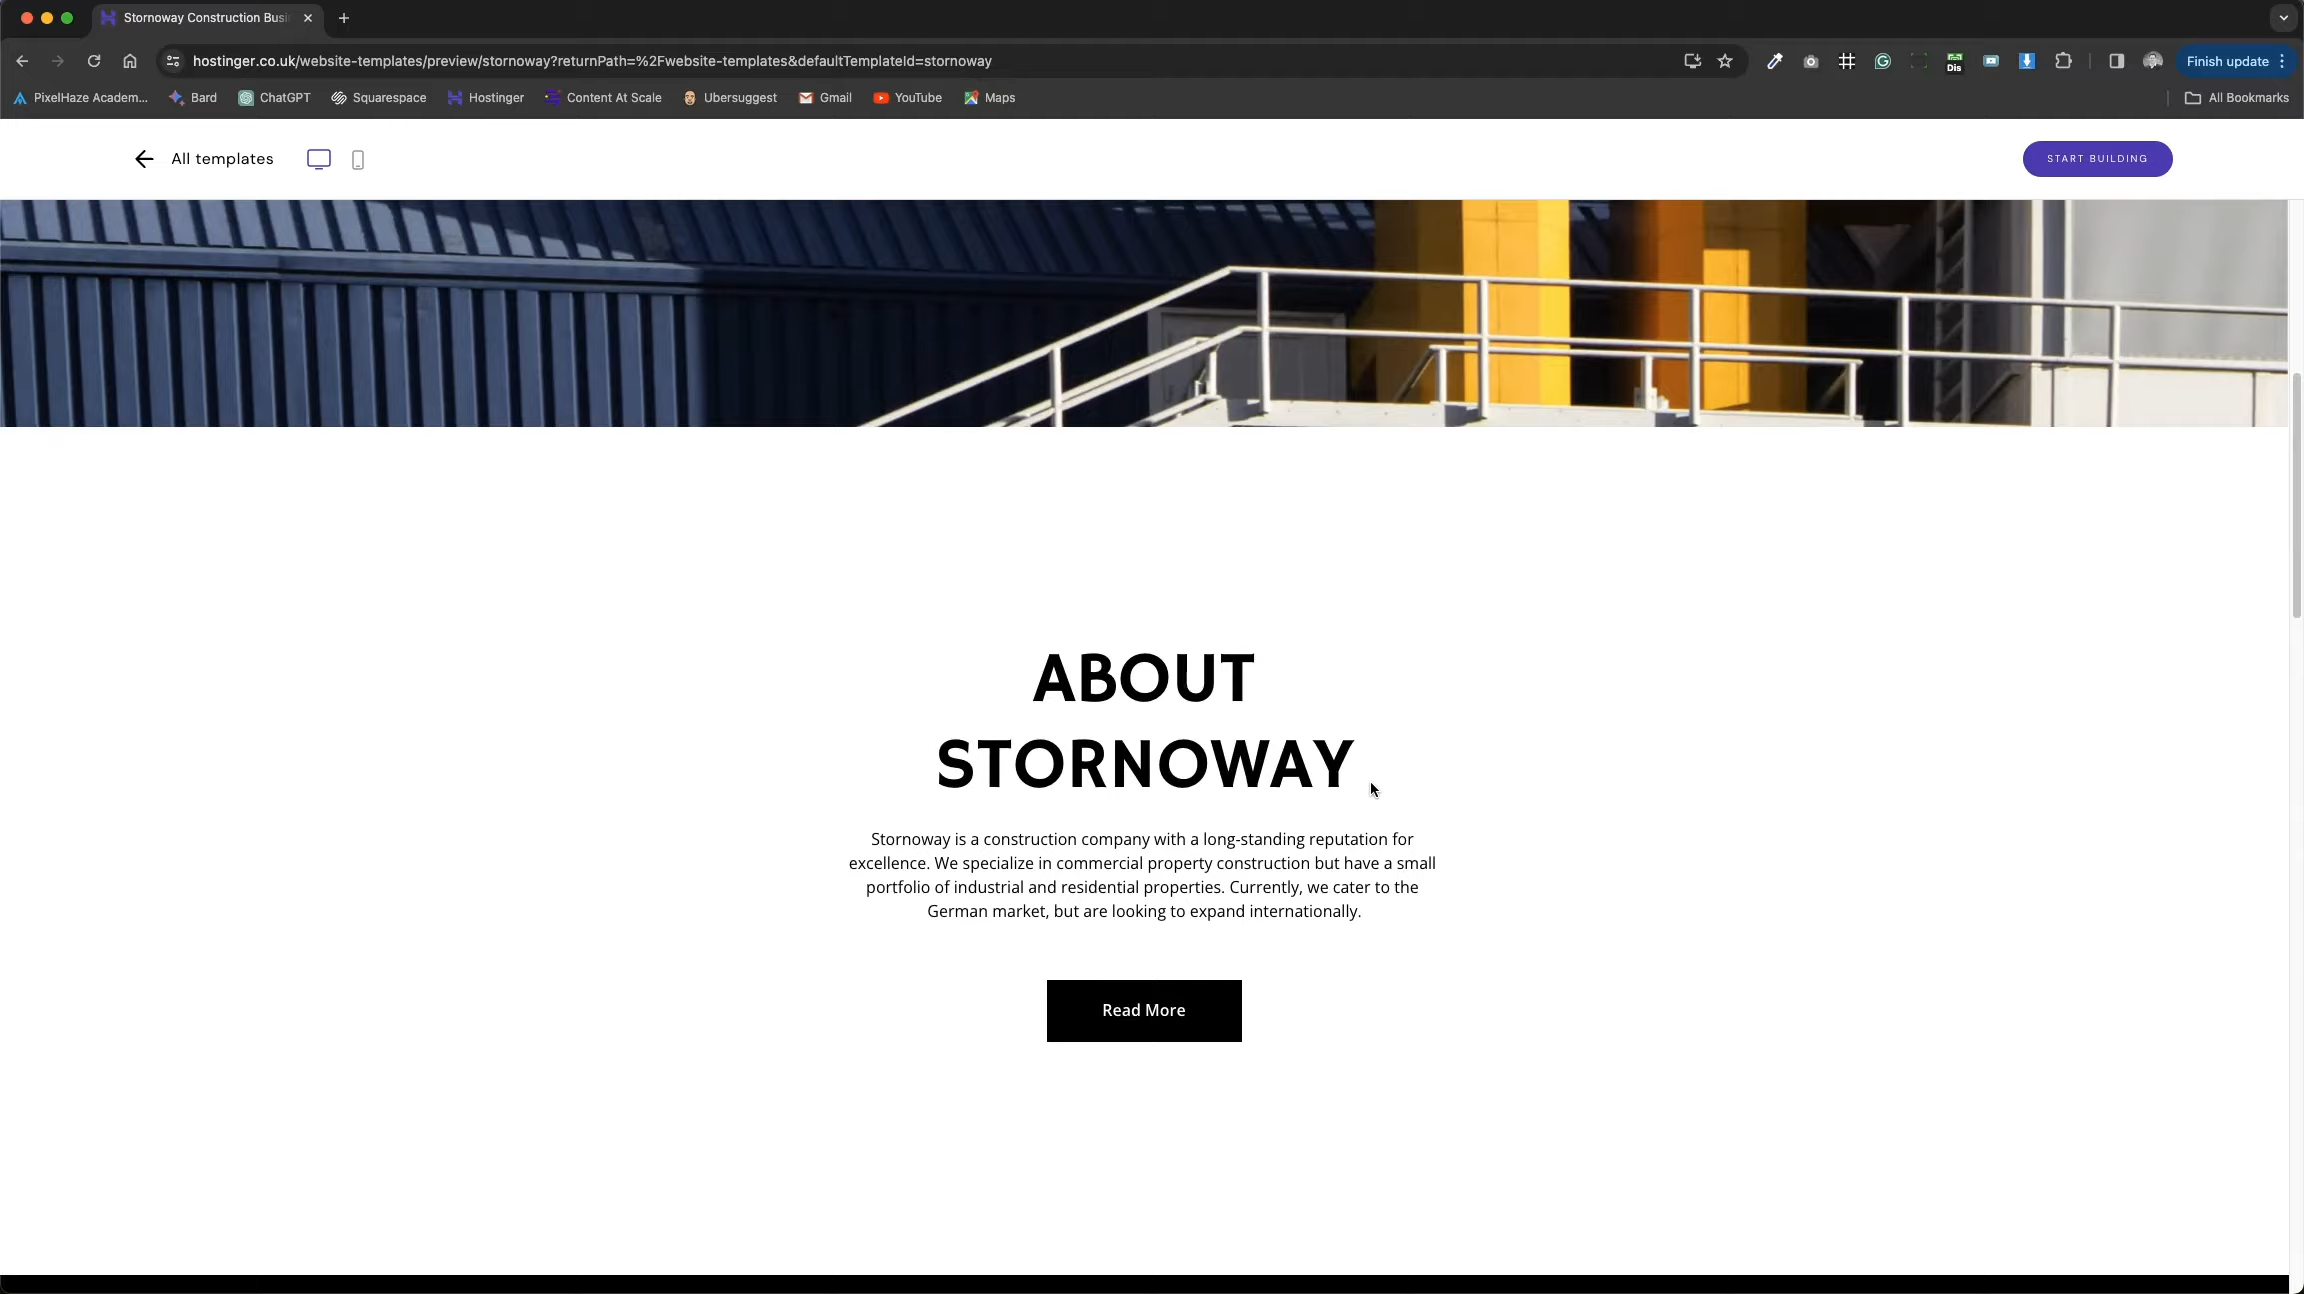 Stornoway Construction Busi
hostinger.co.uk/website-templates/preview/stornoway?returnPath=%2Fwebsite-templates&defaultTemplateId=stornoway
Dis
Finish update
PixelHaze Academ...
Bard
ChatGPT
Squarespace
Hostinger
Content At Scale
Ubersuggest
Gmail
YouTube
Maps
All Bookmarks
All templates
START BUILDING
ABOUT
STORNOWAY
Stornoway is a construction company with a long-standing reputation for
excellence. We specialize in commercial property construction but have a small
portfolio of industrial and residential properties. Currently, we cater to the
German market, but are looking to expand internationally.
Read More